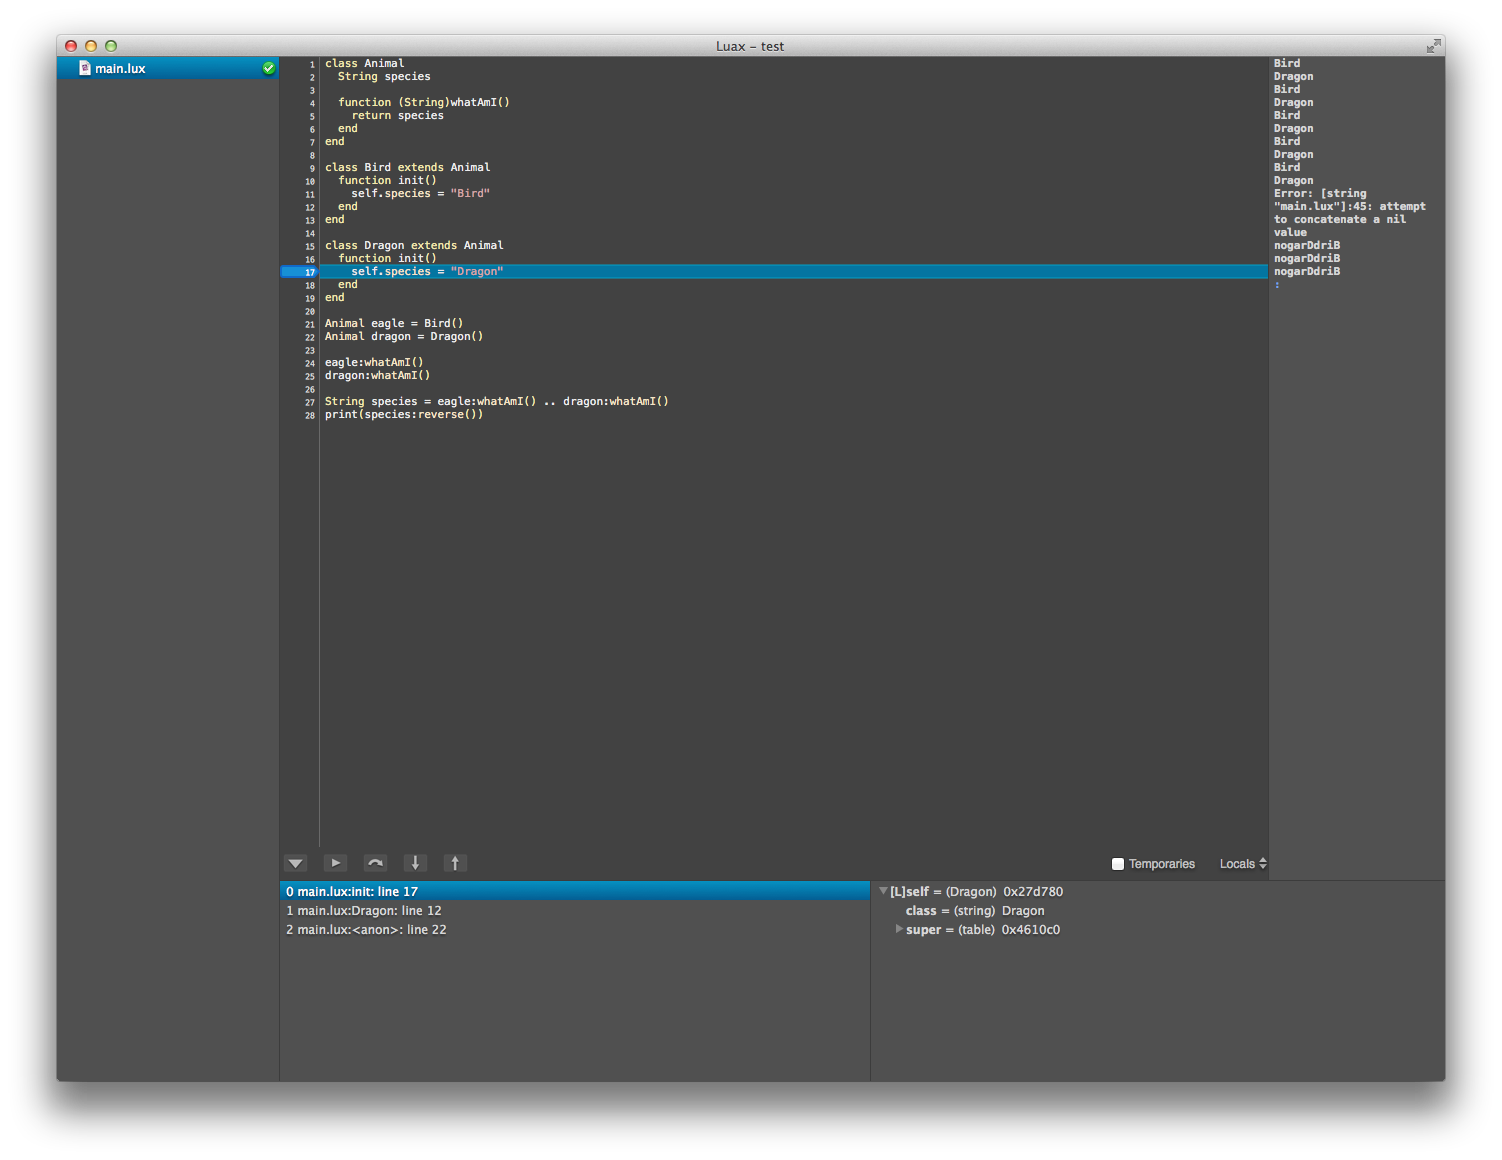 Luax – test
main.lux
1 class Animal
2 String species
3
4 function (String)whatAmI()
5 return species
6 end
7 end
8
9 class Bird extends Animal
10 function init()
11 self.species = "Bird"
12 end
13 end
14
15 class Dragon extends Animal
16 function init()
17 self.species = "Dragon"
18 end
19 end
20
21 Animal eagle = Bird()
22 Animal dragon = Dragon()
23
24 eagle:whatAmI()
25 dragon:whatAmI()
26
27 String species = eagle:whatAmI() .. dragon:whatAmI()
28 print(species:reverse())
Bird
Dragon
Bird
Dragon
Bird
Dragon
Bird
Dragon
Bird
Dragon
Error: [string
"main.lux"]:45: attempt
to concatenate a nil
value
nogarDdriB
nogarDdriB
nogarDdriB
:
Temporaries
Locals
0 main.lux:init: line 17
1 main.lux:Dragon: line 12
2 main.lux:<anon>: line 22
[L]self = (Dragon) 0x27d780
class = (string) Dragon
super = (table) 0x4610c0